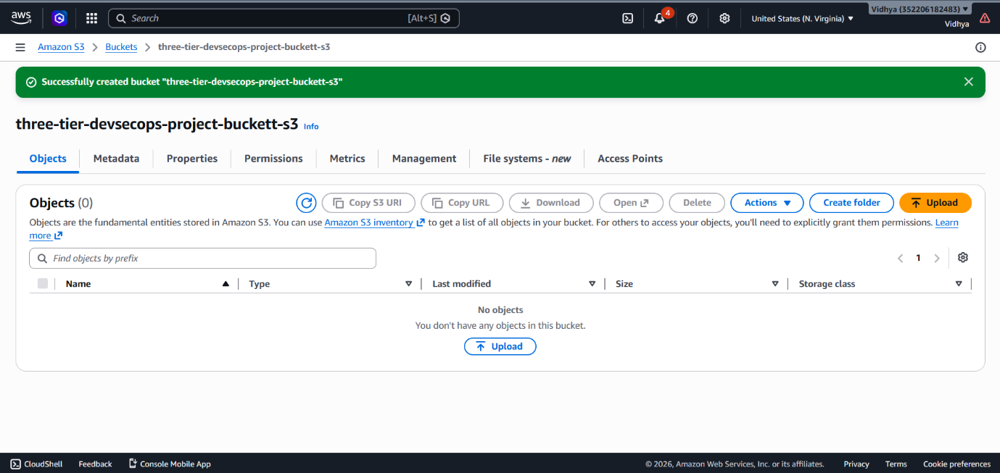 aws Search [Alt+S] 4 United States (N. Virginia) Vidhya (352206182483)
Vidhya
Amazon S3 Buckets three-tier-devsecops-project-buckett-s3
Successfully created bucket "three-tier-devsecops-project-buckett-s3"
three-tier-devsecops-project-buckett-s3 Info
Objects Metadata Properties Permissions Metrics Management File systems - new Access Points
Objects (0) Copy S3 URI Copy URL Download Open Delete Actions Create folder Upload
Objects are the fundamental entities stored in Amazon S3. You can use Amazon S3 inventory to get a list of all objects in your bucket. For others to access your objects, you'll need to explicitly grant them permissions. Learn
more
Find objects by prefix 1
Name Type Last modified Size Storage class
No objects
You don't have any objects in this bucket.
Upload
CloudShell Feedback Console Mobile App © 2026, Amazon Web Services, Inc. or its affiliates. Privacy Terms Cookie preferences